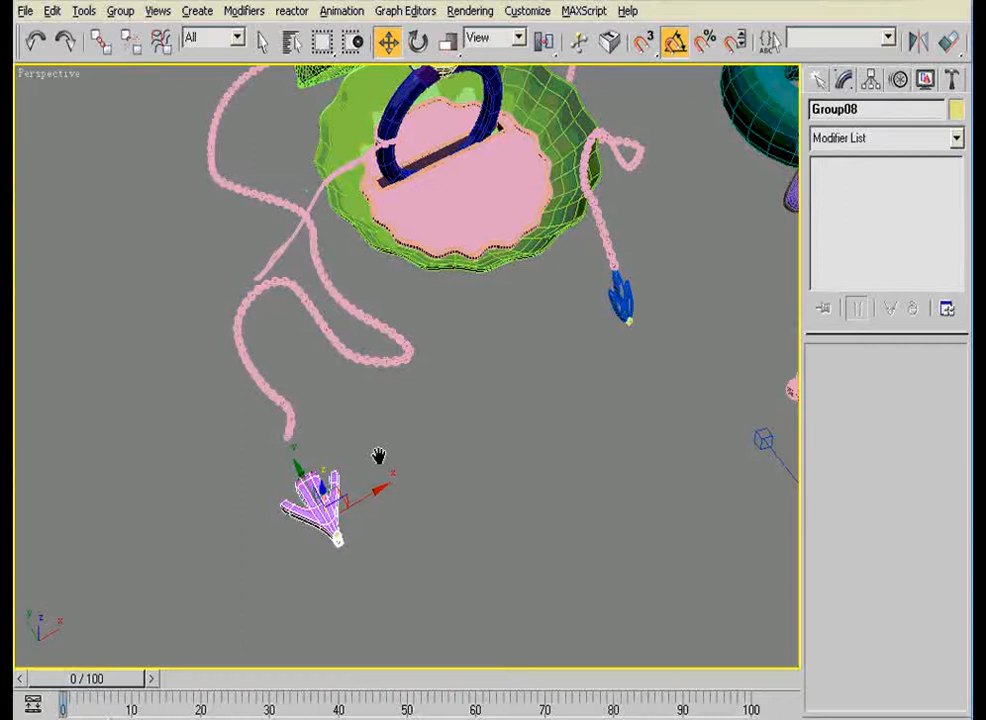 File Edit Tools Group Views Create Modifiers reactor Animation Graph Editors Rendering Customize MAXScript Help
All View
Perspective
Group08
Modifier List
x
z
y z x
0 / 100
0 10 20 30 40 50 60 70 80 90 100